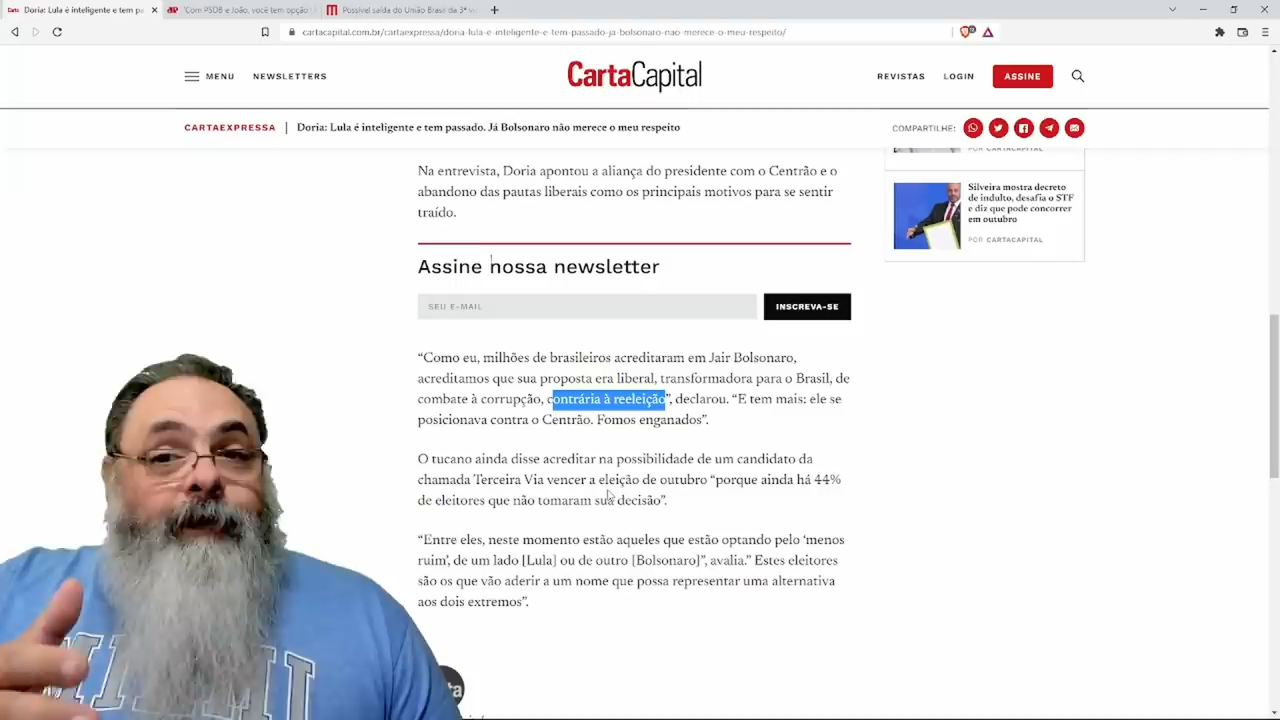 Doria: Lula é inteligente e tem pa
'Com PSDB e João, você tem opção
Possível saída do União Brasil da 3ª v
cartacapital.com.br/cartaexpressa/doria-lula-e-inteligente-e-tem-passado-ja-bolsonaro-nao-merece-o-meu-respeito/
MENU
NEWSLETTERS
CartaCapital
REVISTAS
LOGIN
ASSINE
CARTAEXPRESSA | Doria: Lula é inteligente e tem passado. Já Bolsonaro não merece o meu respeito
COMPARTILHE:
POR CARTACAPITAL
Na entrevista, Doria apontou a aliança do presidente com o Centrão e o
abandono das pautas liberais como os principais motivos para se sentir
traído.
Silveira mostra decreto
de indulto, desafia o STF
e diz que pode concorrer
em outubro
POR CARTACAPITAL
Assine nossa newsletter
SEU E-MAIL
INSCREVA-SE
“Como eu, milhões de brasileiros acreditaram em Jair Bolsonaro,
acreditamos que sua proposta era liberal, transformadora para o Brasil, de
combate à corrupção, contrária à reeleição”, declarou. “E tem mais: ele se
posicionava contra o Centrão. Fomos enganados”.
O tucano ainda disse acreditar na possibilidade de um candidato da
chamada Terceira Via vencer a eleição de outubro “porque ainda há 44%
de eleitores que não tomaram sua decisão”.
“Entre eles, neste momento estão aqueles que estão optando pelo ‘menos
ruim’, de um lado [Lula] ou de outro [Bolsonaro]”, avalia.” Estes eleitores
são os que vão aderir a um nome que possa representar uma alternativa
aos dois extremos”.